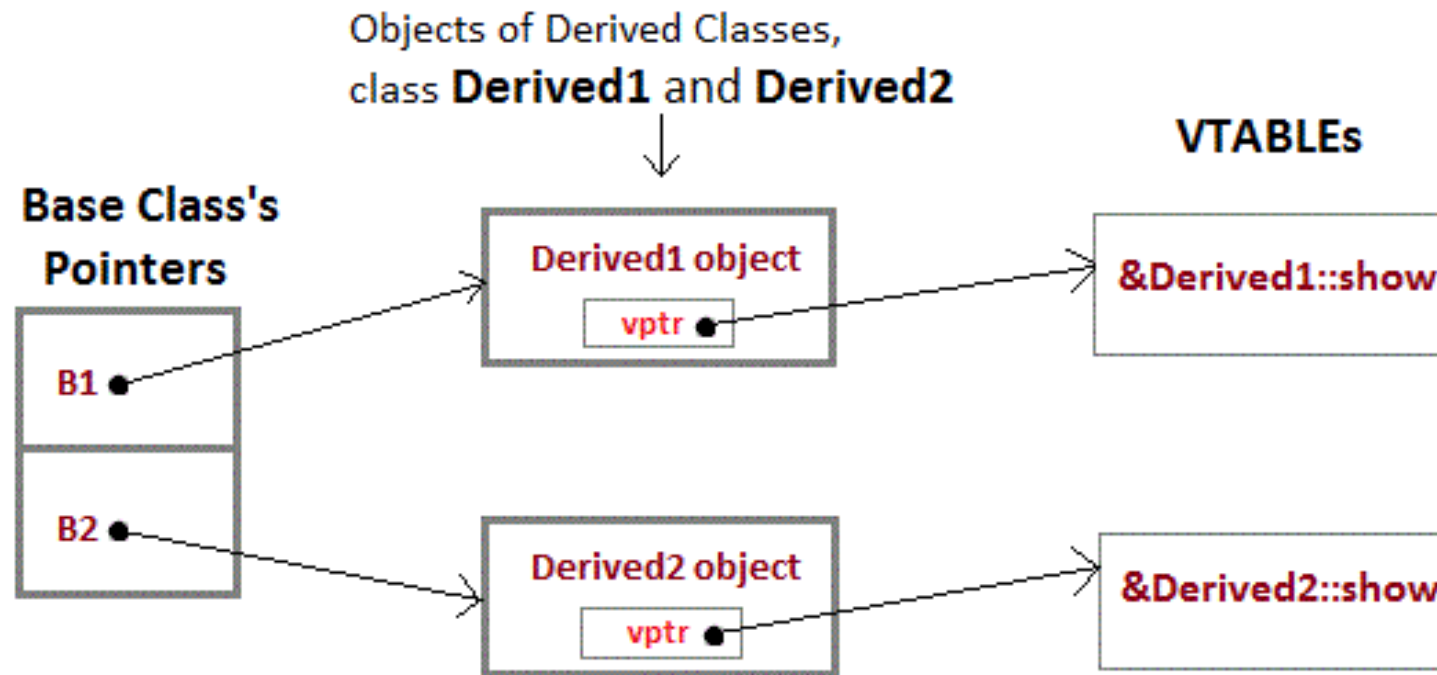 Objects of Derived Classes,
class Derived1 and Derived2
VTABLEs
Base Class's
Pointers
Derived1 object
vptr
&Derived1::show
B1
B2
Derived2 object
vptr
&Derived2::show